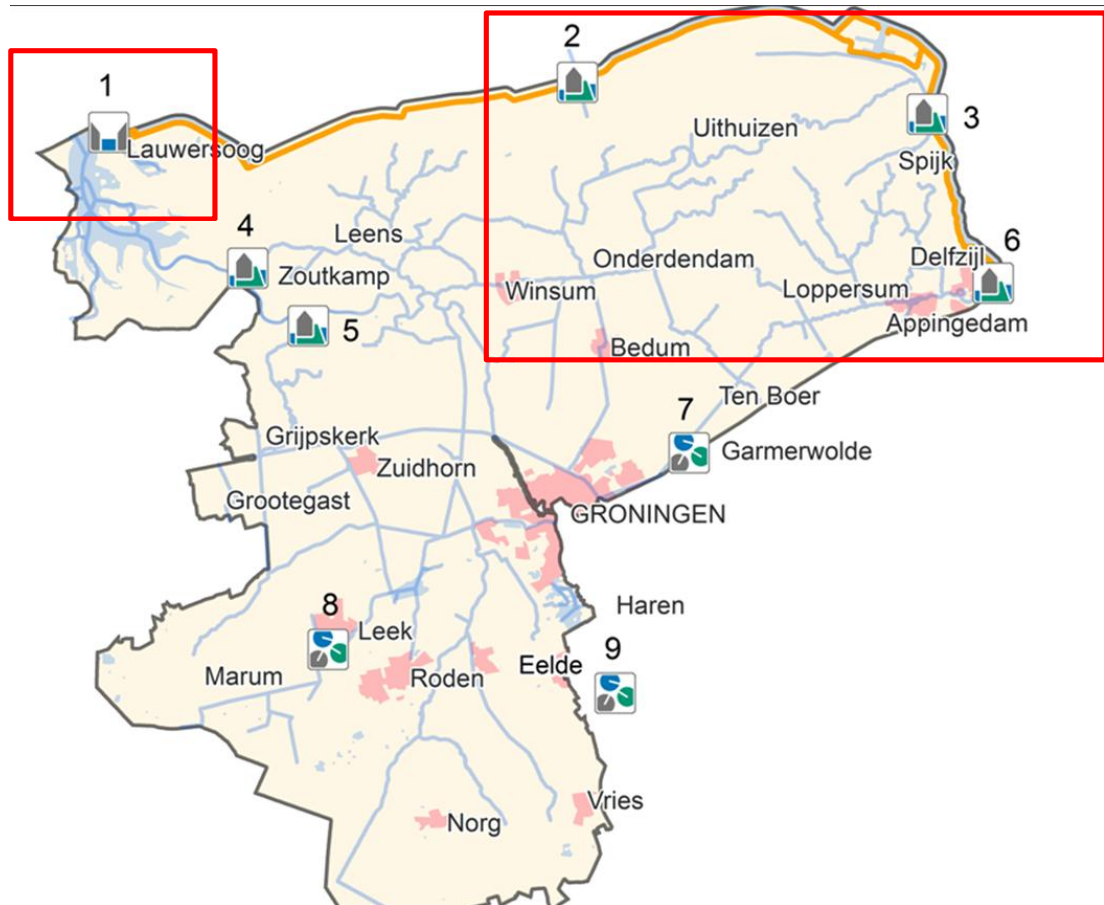 1
2
3
Lauwersoog
Uithuizen
Spijk
4
Leens
Zoutkamp
Onderdendam
6
Delfzijl
Winsum
Loppersum
5
Appingedam
Bedum
Ten Boer
7
Grijpskerk
Garmerwolde
Zuidhorn
Grootegast
GRONINGEN
8
Haren
Leek
9
Marum
Roden
Eelde
Vries
Norg